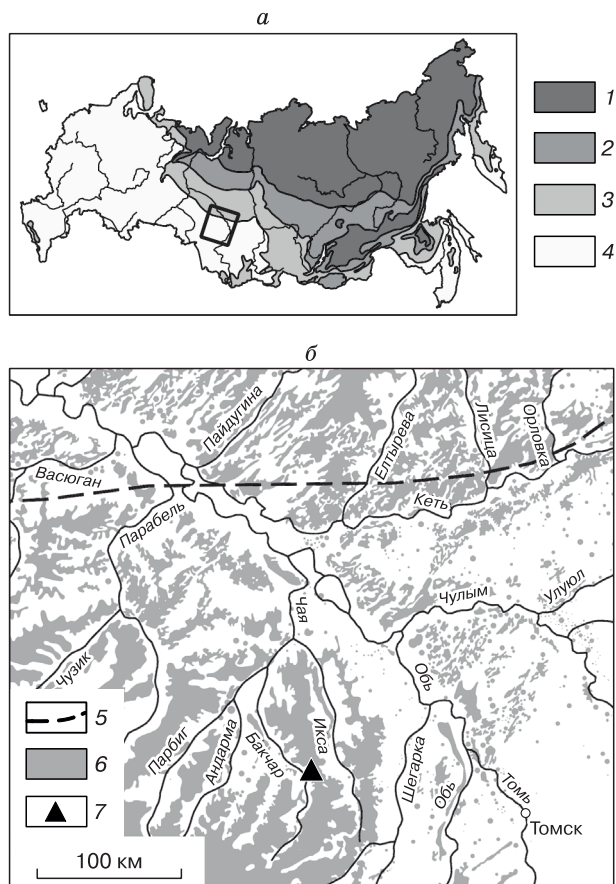 а
1
2
3
4
б
Пайдугина
Елтырева
Лисица
Орловка
Васюган
Кеть
Парабель
Чая
Чулым
Улуюл
Чузик
Обь
5
6
7
Парбиг
Андарма
Бакчар
Икса
Шегарка
Обь
Томь
Томск
100 км